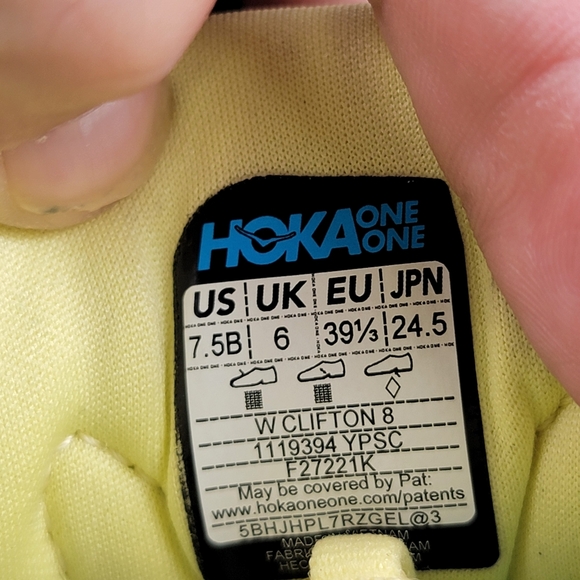 HOKA ONE ONE
US UK EU JPN
7.5B 6 39⅓ 24.5
W CLIFTON 8
1119394 YPSC
F27221K
May be covered by Pat:
www.hokaoneone.com/patents
5BHJHPL7RZGEL@3
MADE